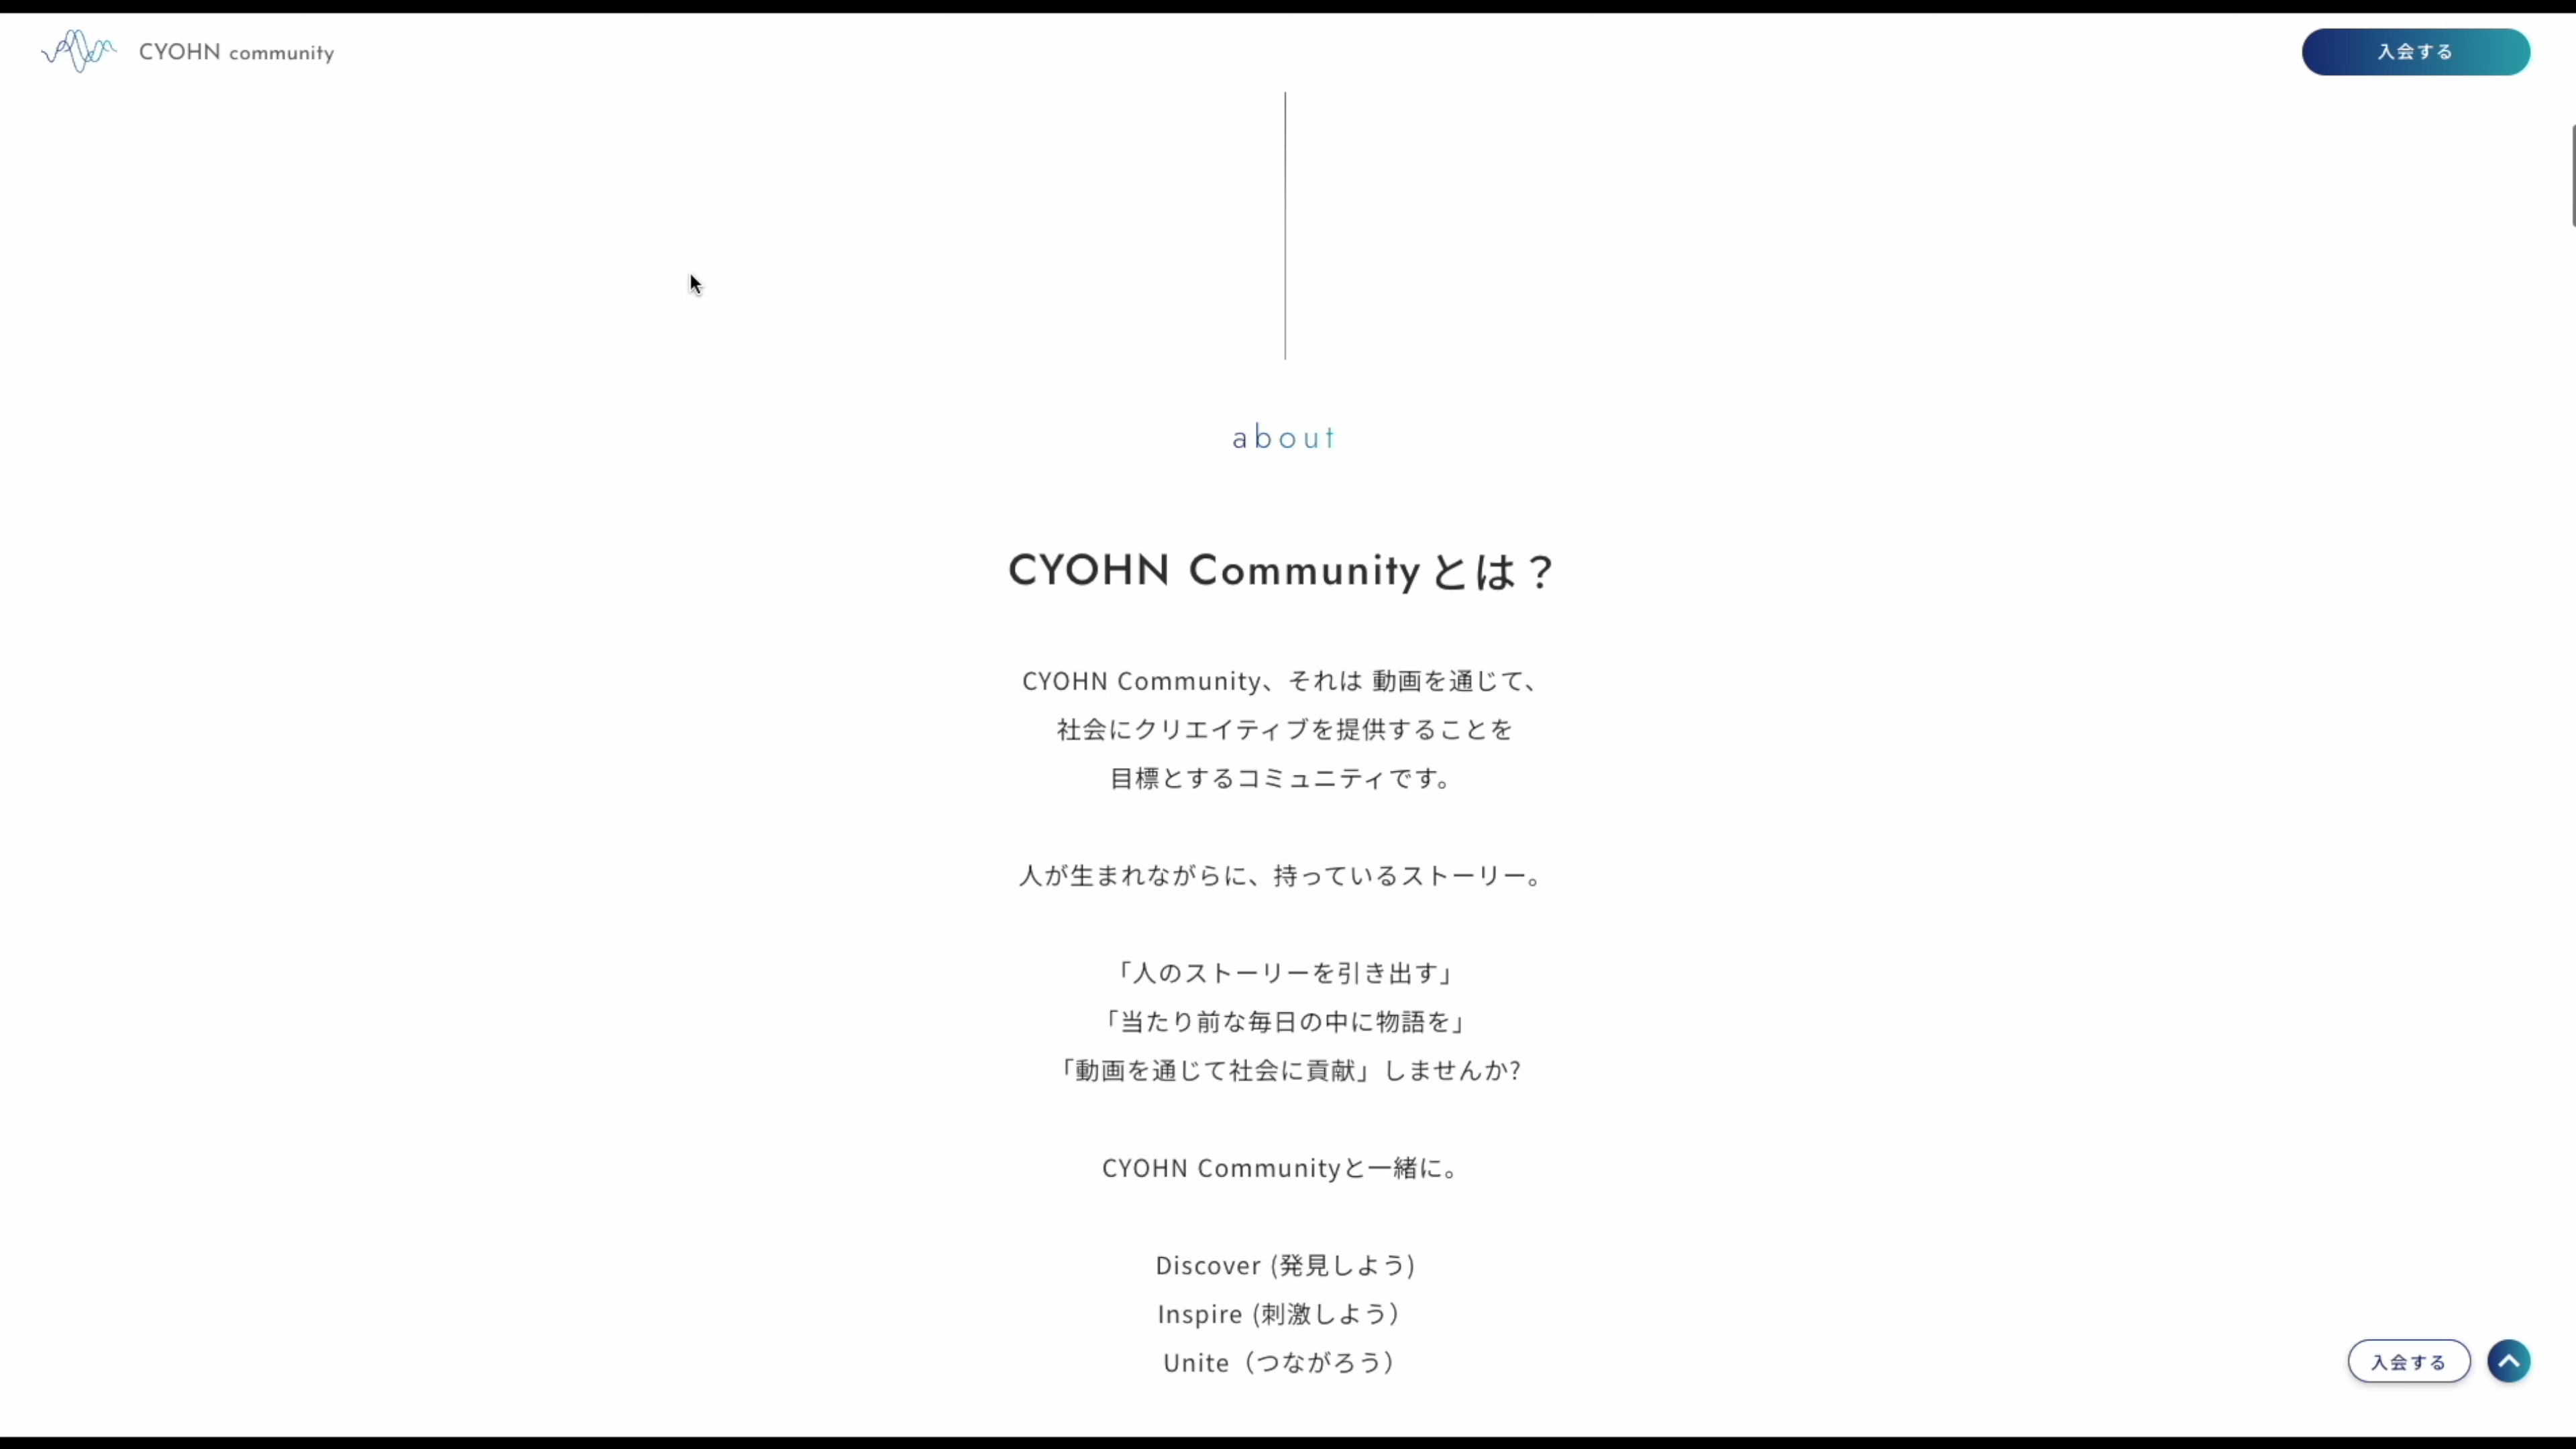 CYOHN community
入会する
about
CYOHN Communityとは？
CYOHN Community、それは 動画を通じて、
社会にクリエイティブを提供することを
目標とするコミュニティです。
人が生まれながらに、持っているストーリー。
「人のストーリーを引き出す」
「当たり前な毎日の中に物語を」
「動画を通じて社会に貢献」しませんか?
CYOHN Communityと一緒に。
Discover (発見しよう)
Inspire (刺激しよう）
Unite（つながろう）
入会する